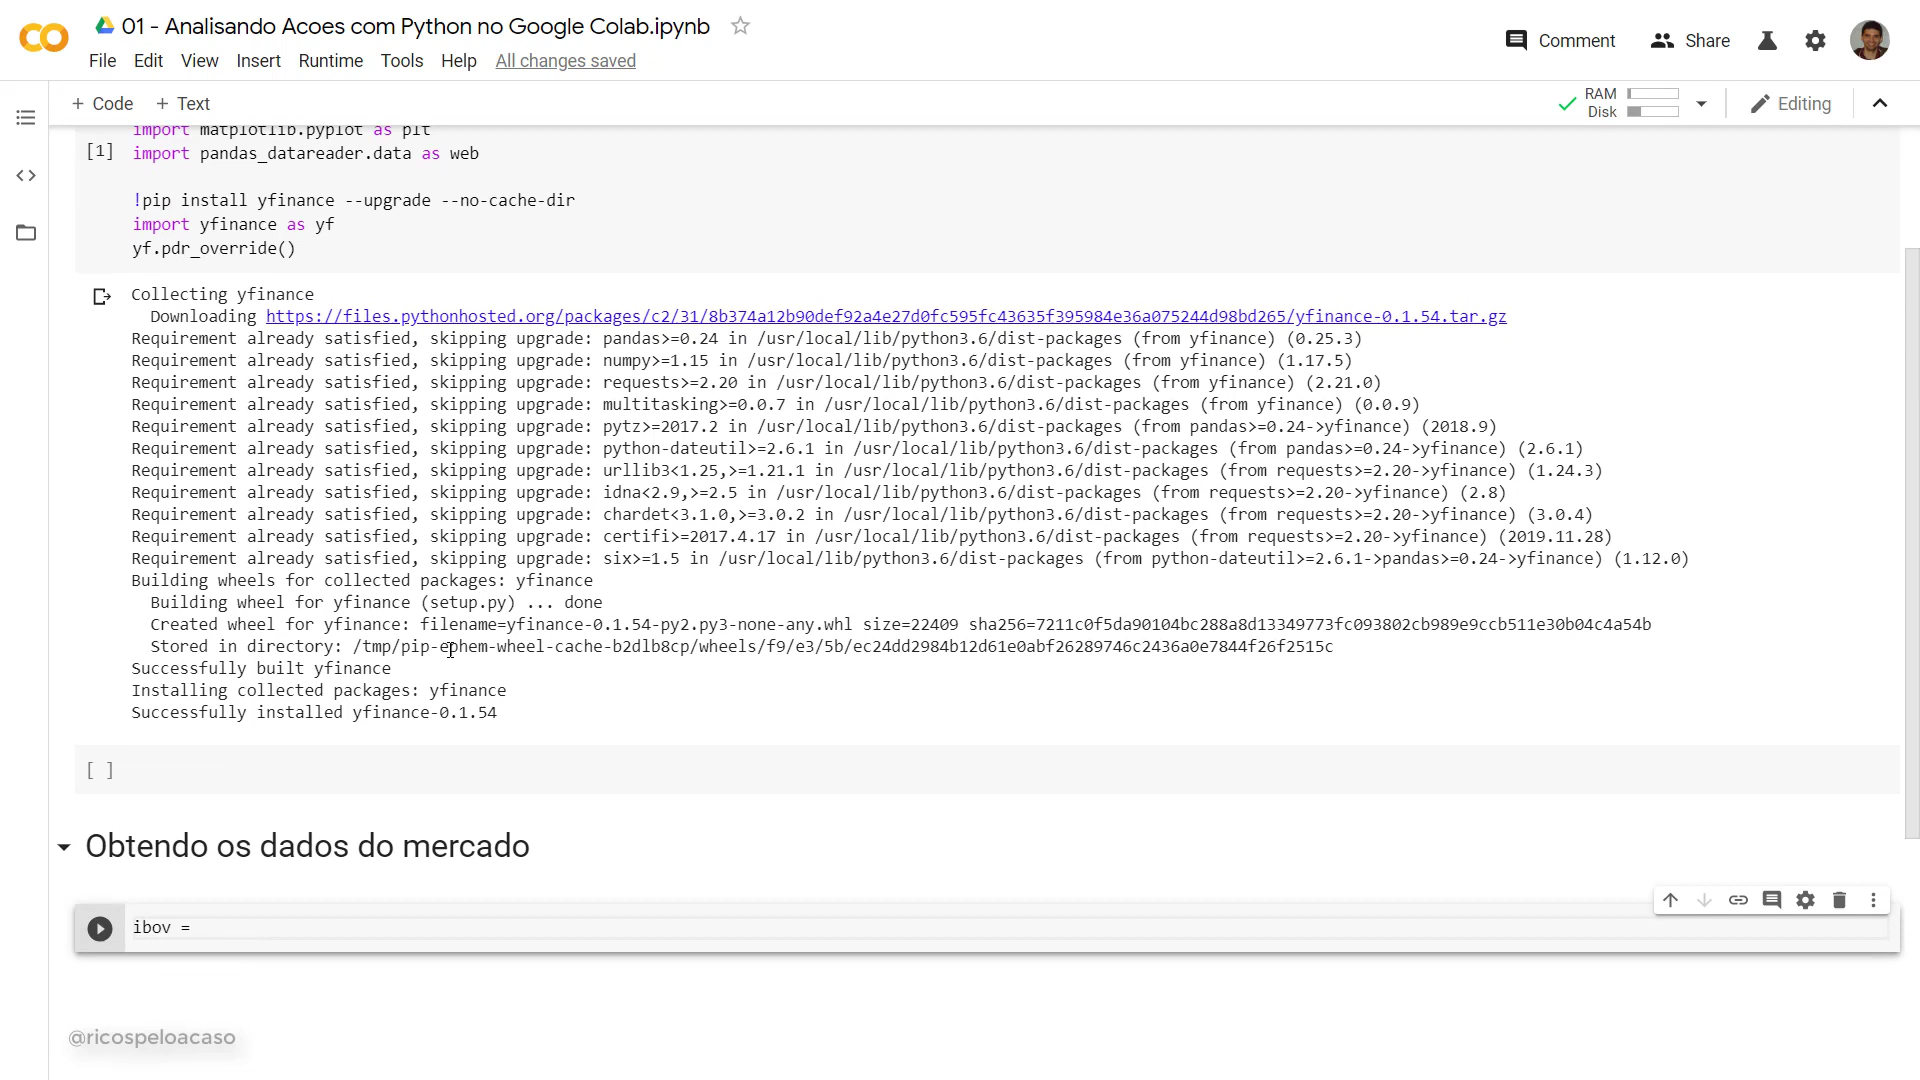 01 - Analisando Acoes com Python no Google Colab.ipynb
File Edit View Insert Runtime Tools Help All changes saved
Comment Share
+ Code + Text
RAM
Disk
Editing
import matplotlib.pyplot as plt
[1] import pandas_datareader.data as web
!pip install yfinance --upgrade --no-cache-dir
import yfinance as yf
yf.pdr_override()
Collecting yfinance
Downloading https://files.pythonhosted.org/packages/c2/31/8b374a12b90def92a4e27d0fc595fc43635f395984e36a075244d98bd265/yfinance-0.1.54.tar.gz
Requirement already satisfied, skipping upgrade: pandas>=0.24 in /usr/local/lib/python3.6/dist-packages (from yfinance) (0.25.3)
Requirement already satisfied, skipping upgrade: numpy>=1.15 in /usr/local/lib/python3.6/dist-packages (from yfinance) (1.17.5)
Requirement already satisfied, skipping upgrade: requests>=2.20 in /usr/local/lib/python3.6/dist-packages (from yfinance) (2.21.0)
Requirement already satisfied, skipping upgrade: multitasking>=0.0.7 in /usr/local/lib/python3.6/dist-packages (from yfinance) (0.0.9)
Requirement already satisfied, skipping upgrade: pytz>=2017.2 in /usr/local/lib/python3.6/dist-packages (from pandas>=0.24->yfinance) (2018.9)
Requirement already satisfied, skipping upgrade: python-dateutil>=2.6.1 in /usr/local/lib/python3.6/dist-packages (from pandas>=0.24->yfinance) (2.6.1)
Requirement already satisfied, skipping upgrade: urllib3<1.25,>=1.21.1 in /usr/local/lib/python3.6/dist-packages (from requests>=2.20->yfinance) (1.24.3)
Requirement already satisfied, skipping upgrade: idna<2.9,>=2.5 in /usr/local/lib/python3.6/dist-packages (from requests>=2.20->yfinance) (2.8)
Requirement already satisfied, skipping upgrade: chardet<3.1.0,>=3.0.2 in /usr/local/lib/python3.6/dist-packages (from requests>=2.20->yfinance) (3.0.4)
Requirement already satisfied, skipping upgrade: certifi>=2017.4.17 in /usr/local/lib/python3.6/dist-packages (from requests>=2.20->yfinance) (2019.11.28)
Requirement already satisfied, skipping upgrade: six>=1.5 in /usr/local/lib/python3.6/dist-packages (from python-dateutil>=2.6.1->pandas>=0.24->yfinance) (1.12.0)
Building wheels for collected packages: yfinance
Building wheel for yfinance (setup.py) ... done
Created wheel for yfinance: filename=yfinance-0.1.54-py2.py3-none-any.whl size=22409 sha256=7211c0f5da90104bc288a8d13349773fc093802cb989e9ccb511e30b04c4a54b
Stored in directory: /tmp/pip-ephem-wheel-cache-b2dlb8cp/wheels/f9/e3/5b/ec24dd2984b12d61e0abf26289746c2436a0e7844f26f2515c
Successfully built yfinance
Installing collected packages: yfinance
Successfully installed yfinance-0.1.54
[ ]
Obtendo os dados do mercado
ibov =
@ricospeloacaso